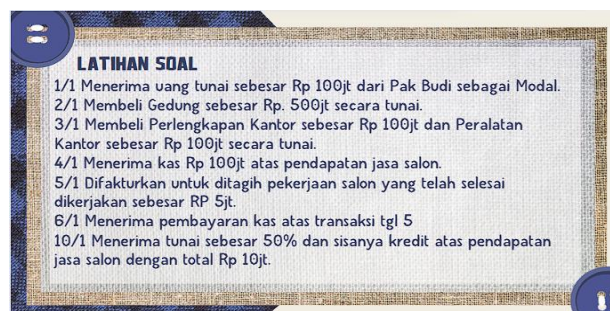 LATIHAN SOAL
1/1 Menerima uang tunai sebesar Rp 100jt dari Pak Budi sebagai Modal.
2/1 Membeli Gedung sebesar Rp. 500jt secara tunai.
3/1 Membeli Perlengkapan Kantor sebesar Rp 100jt dan Peralatan
Kantor sebesar Rp 100jt secara tunai.
4/1 Menerima kas Rp 100jt atas pendapatan jasa salon.
5/1 Difakturkan untuk ditagih pekerjaan salon yang telah selesai
dikerjakan sebesar RP 5jt.
6/1 Menerima pembayaran kas atas transaksi tgl 5
10/1 Menerima tunai sebesar 50% dan sisanya kredit atas pendapatan
jasa salon dengan total Rp 10jt.